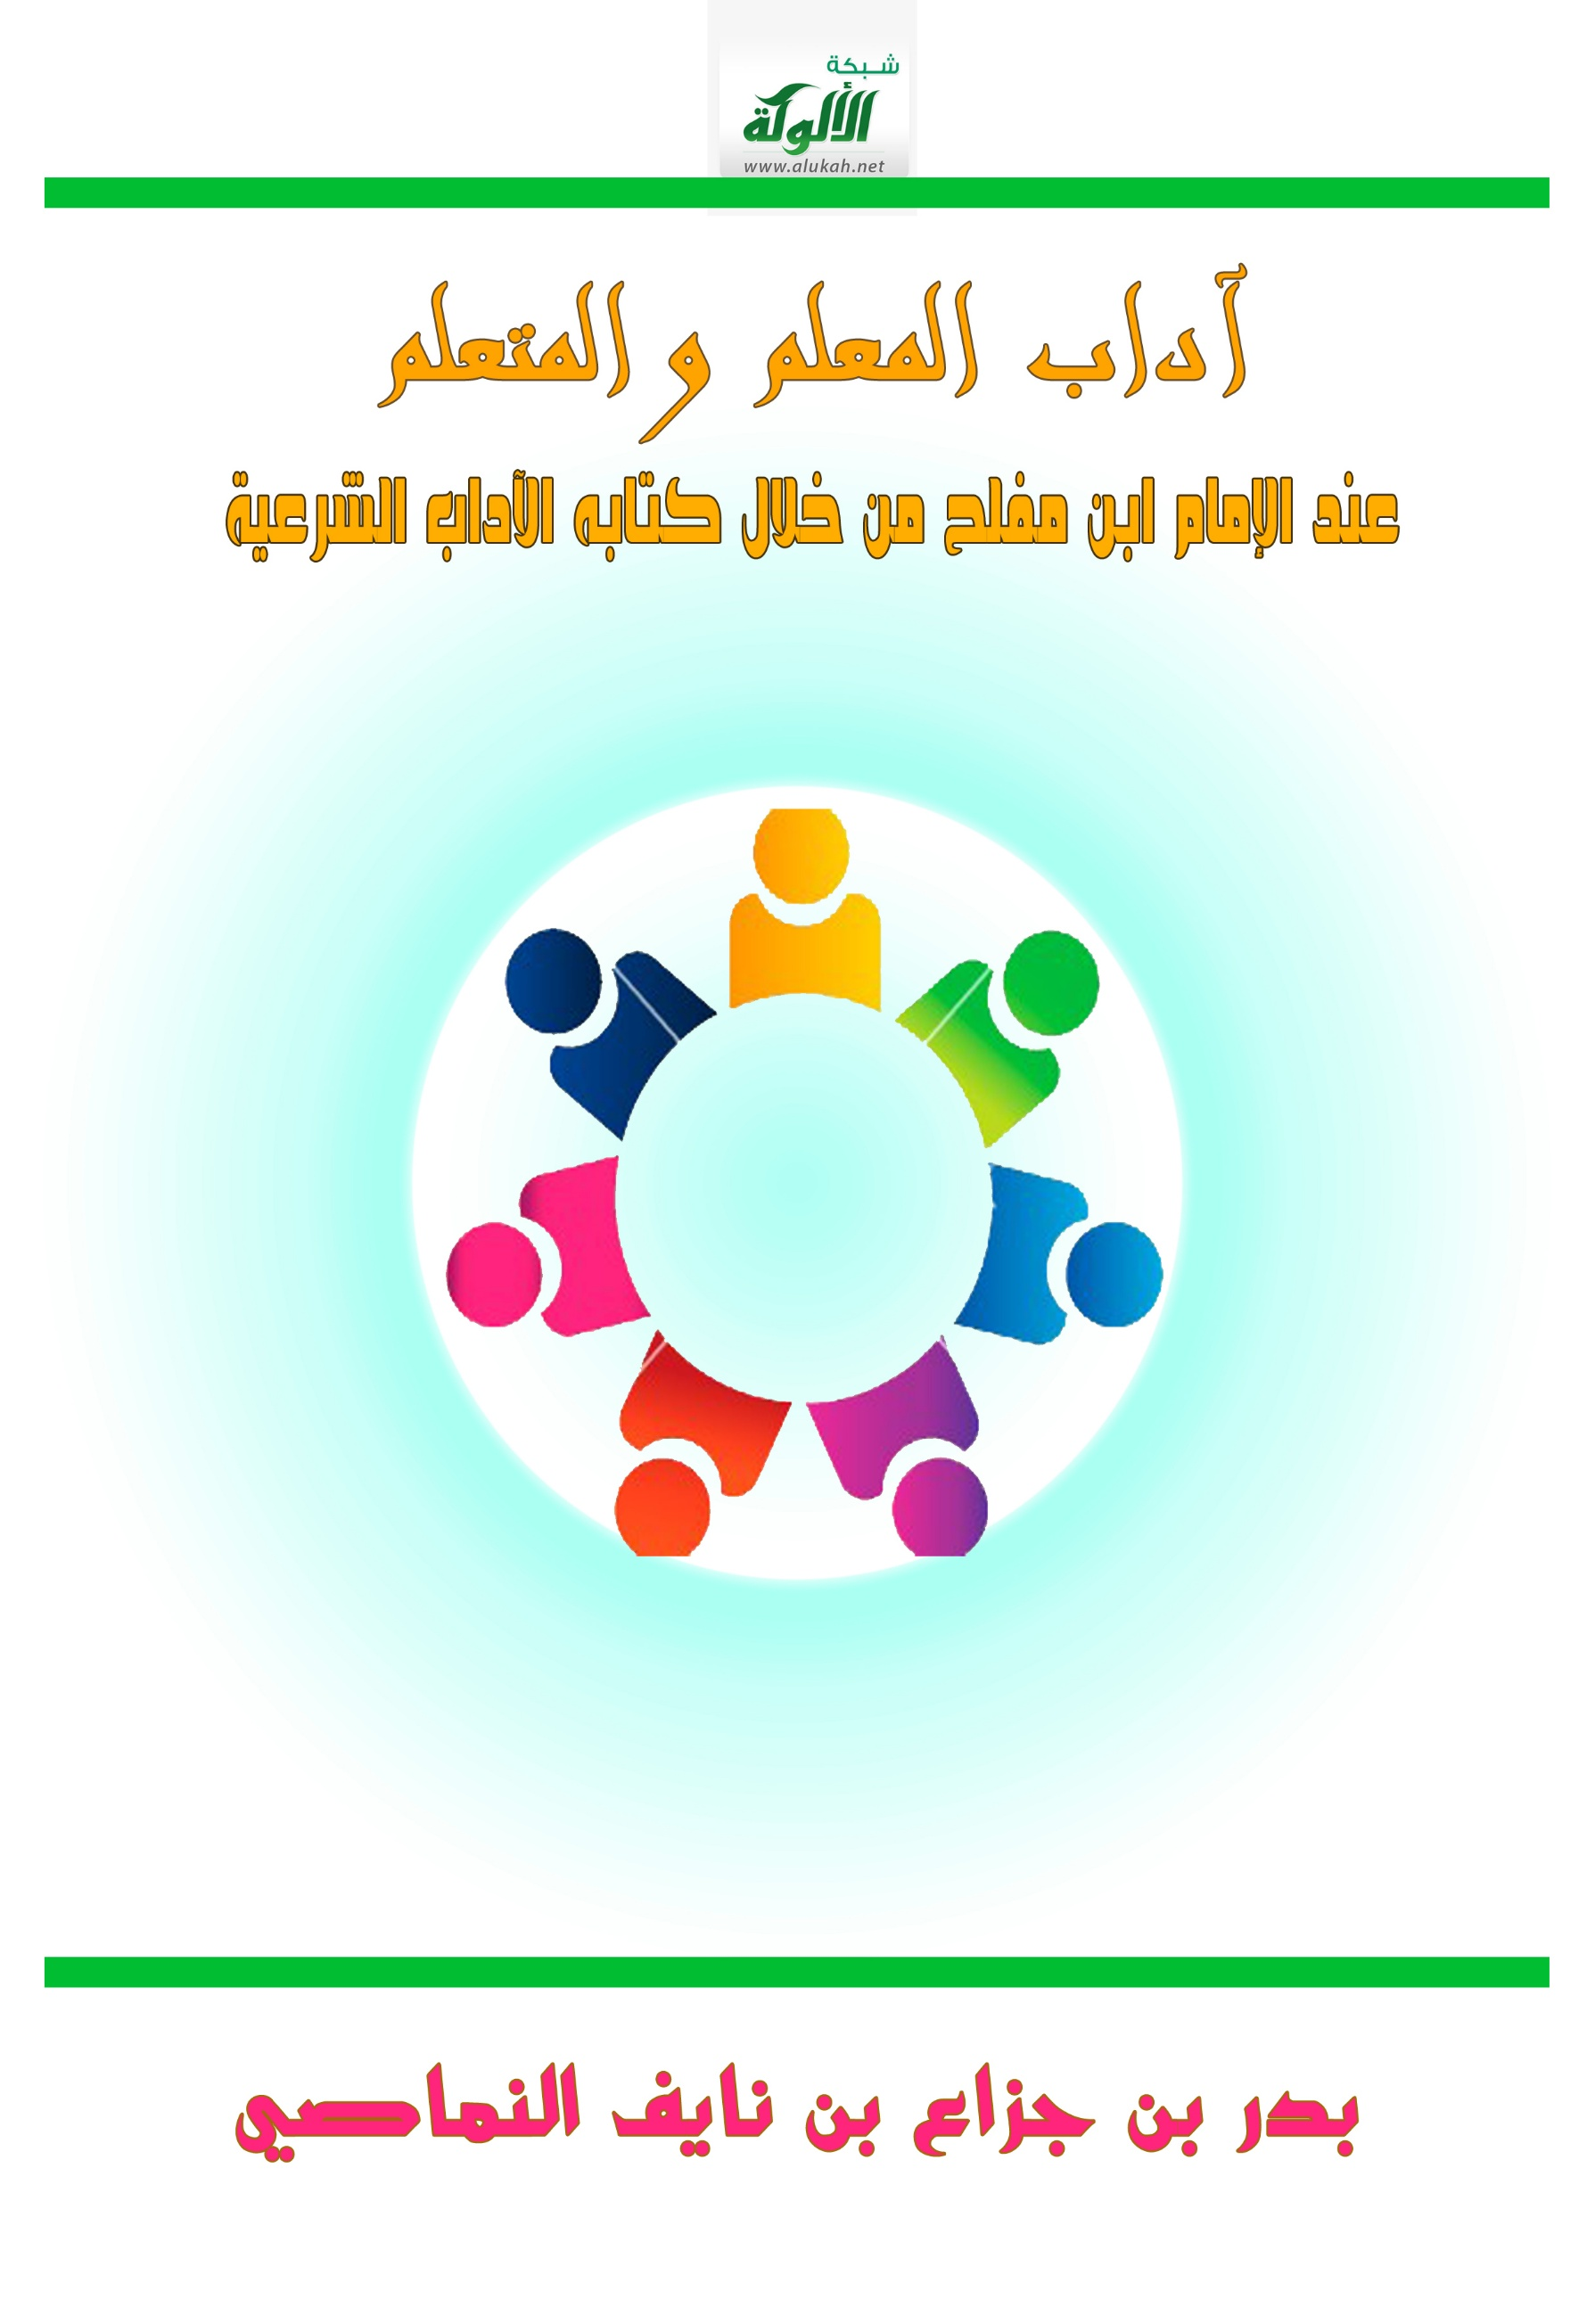 شبكة
الألوكة
www.alukah.net
آداب المعلم والمتعلم
عند الإمام ابن مفلح من خلال كتابه الآداب الشرعية
بدر بن جزاع بن نايف النماصي